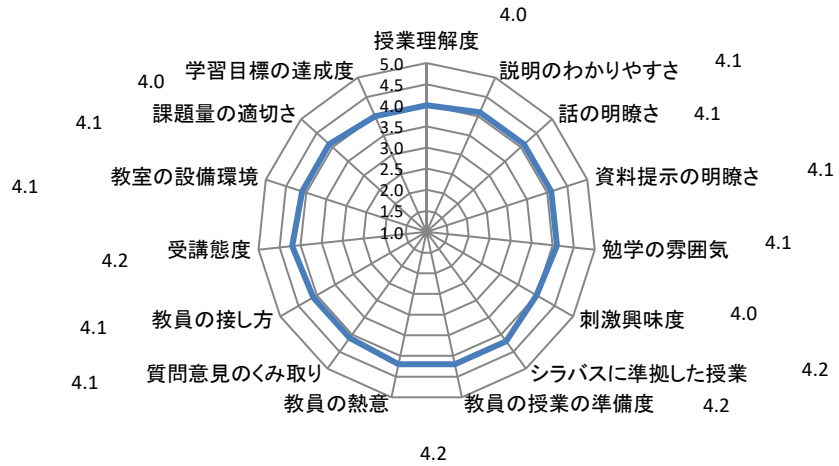 4.0
授業理解度
説明のわかりやすさ
4.1
話の明瞭さ
4.1
資料提示の明瞭さ
4.1
勉学の雰囲気
4.1
刺激興味度
4.0
シラバスに準拠した授業
4.2
教員の授業の準備度
4.2
教員の熱意
4.2
質問意見のくみ取り
4.1
教員の接し方
4.1
受講態度
4.2
教室の設備環境
4.1
課題量の適切さ
4.1
学習目標の達成度
4.0
5.0
4.5
4.0
3.5
3.0
2.5
2.0
1.5
1.0